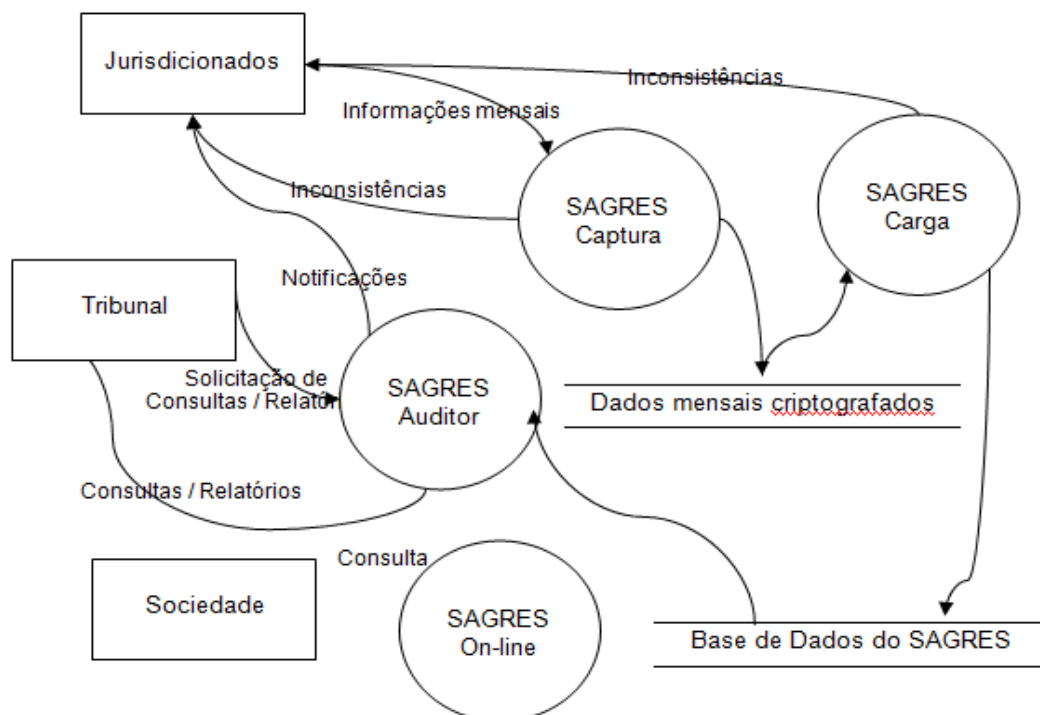 Jurisdicionados
Inconsistências
Informações mensais
SAGRES
Captura
SAGRES
Carga
Inconsistências
Notificações
Tribunal
Solicitação de
Consultas / Relatóri
SAGRES
Auditor
Dados mensais criptografados
Consultas / Relatórios
Consulta
Sociedade
SAGRES
On-line
Base de Dados do SAGRES